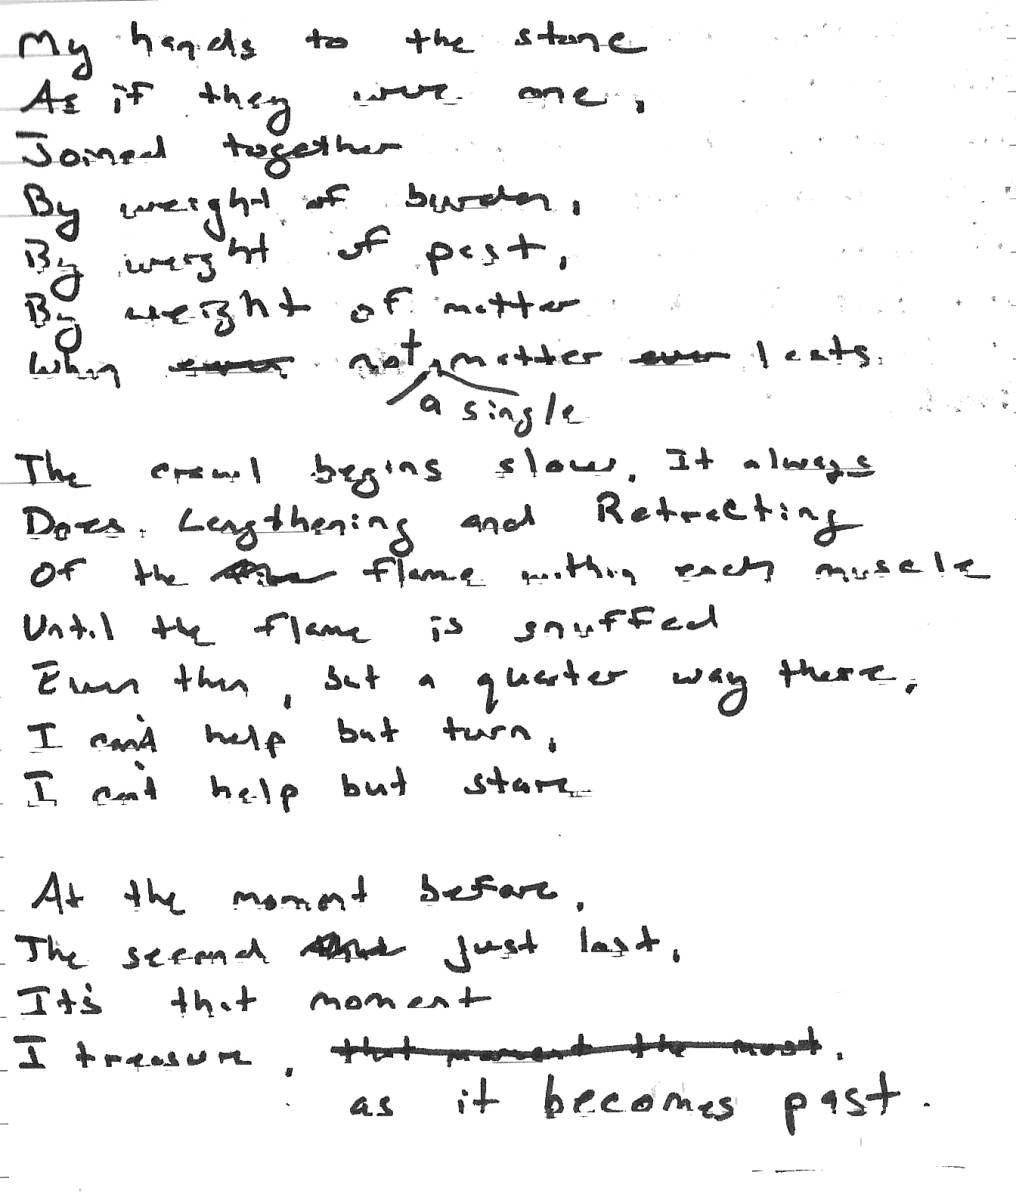 My hands to the stone
As if they were one,
Joined together
By weight of burden,
By weight of past,
By weight of matter
When not a single matter lasts.
The crawl begins slow, It always
Does. Lengthening and Retracting
Of the flame within each muscle
Until the flame is snuffed
Even then, but a quarter way there,
I can't help but turn,
I can't help but stare
At the moment before,
The second just last,
It's that moment
I treasure, that moment the most.
as it becomes past.